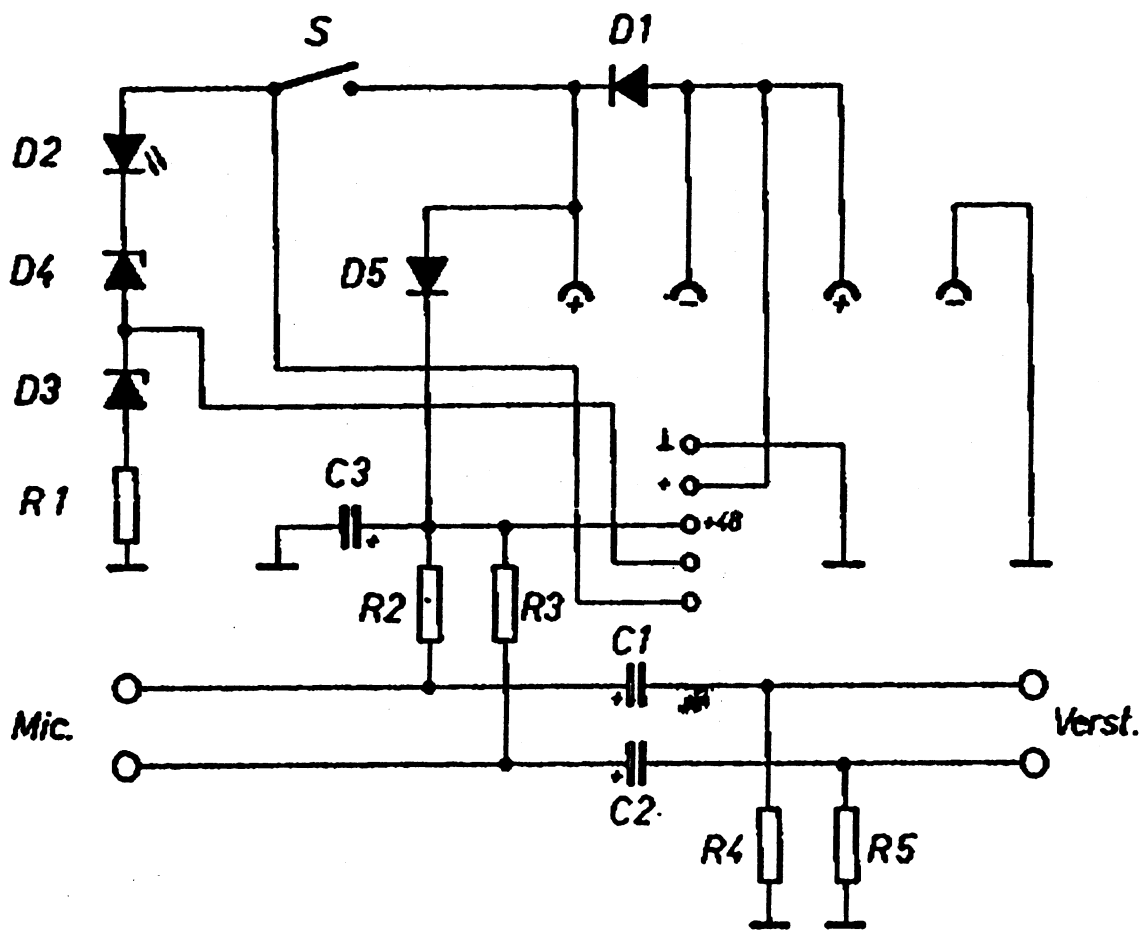 S
D1
D2
D4
D5
+
-
+
-
D3
⊥
+
+48
R1
C3
+
R2
R3
C1
+
Mic.
Verst.
+
C2
R4
R5